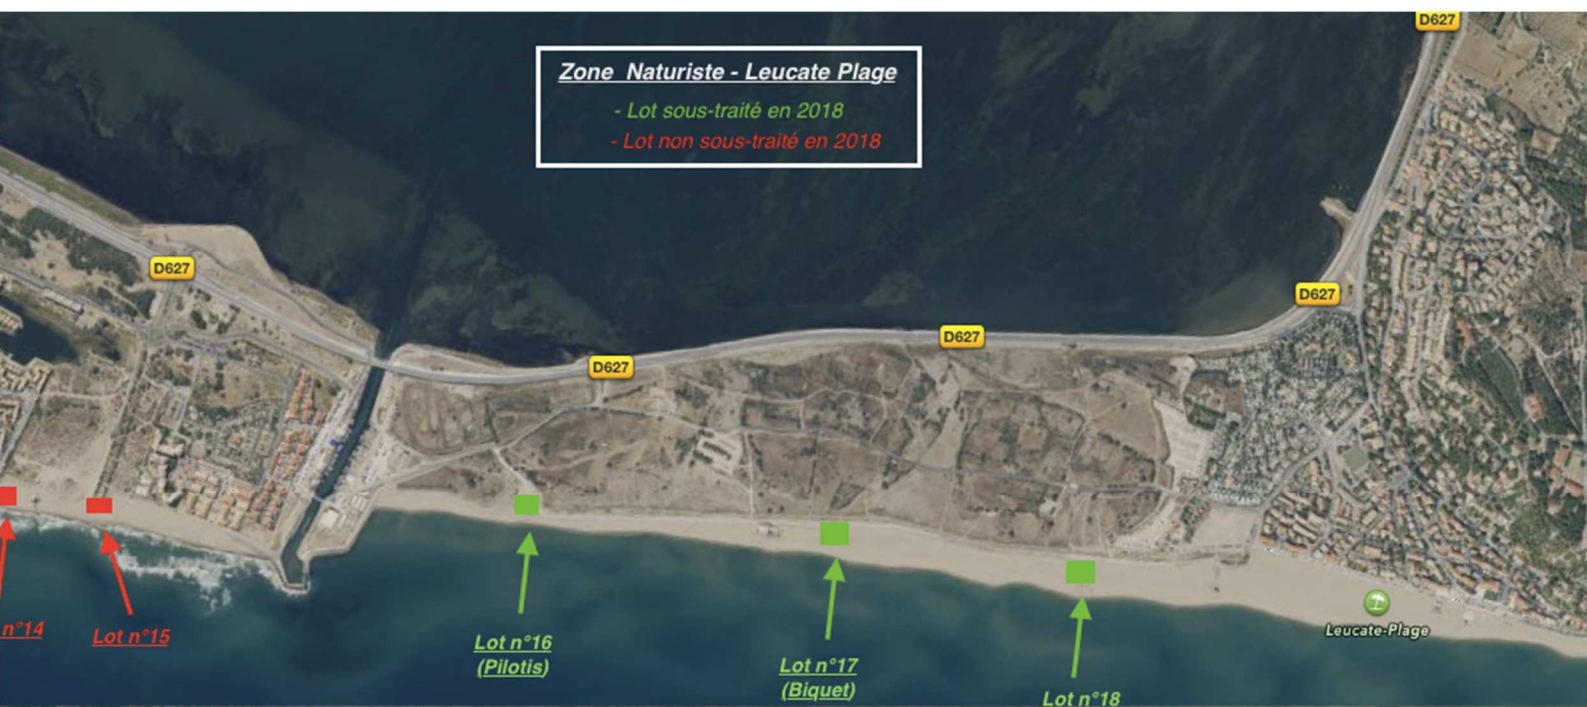 D627
Zone Naturiste - Leucate Plage
- Lot sous-traité en 2018
- Lot non sous-traité en 2018
D627
D627
D627
D627
n°14
Lot n°15
Lot n°16
(Pilotis)
Lot n°17
(Biquet)
Lot n°18
Leucate-Plage